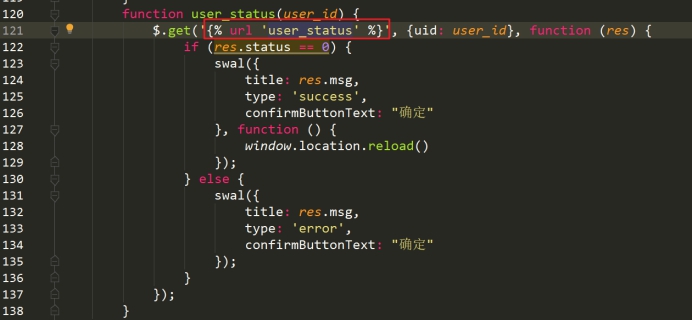 120 function user_status(user_id) {
121 $.get('{% url 'user_status' %}', {uid: user_id}, function (res) {
122 if (res.status == 0) {
123 swal({
124 title: res.msg,
125 type: 'success',
126 confirmButtonText: "确定"
127 }, function () {
128 window.location.reload()
129 });
130 } else {
131 swal({
132 title: res.msg,
133 type: 'error',
134 confirmButtonText: "确定"
135 });
136 }
137 });
138 }